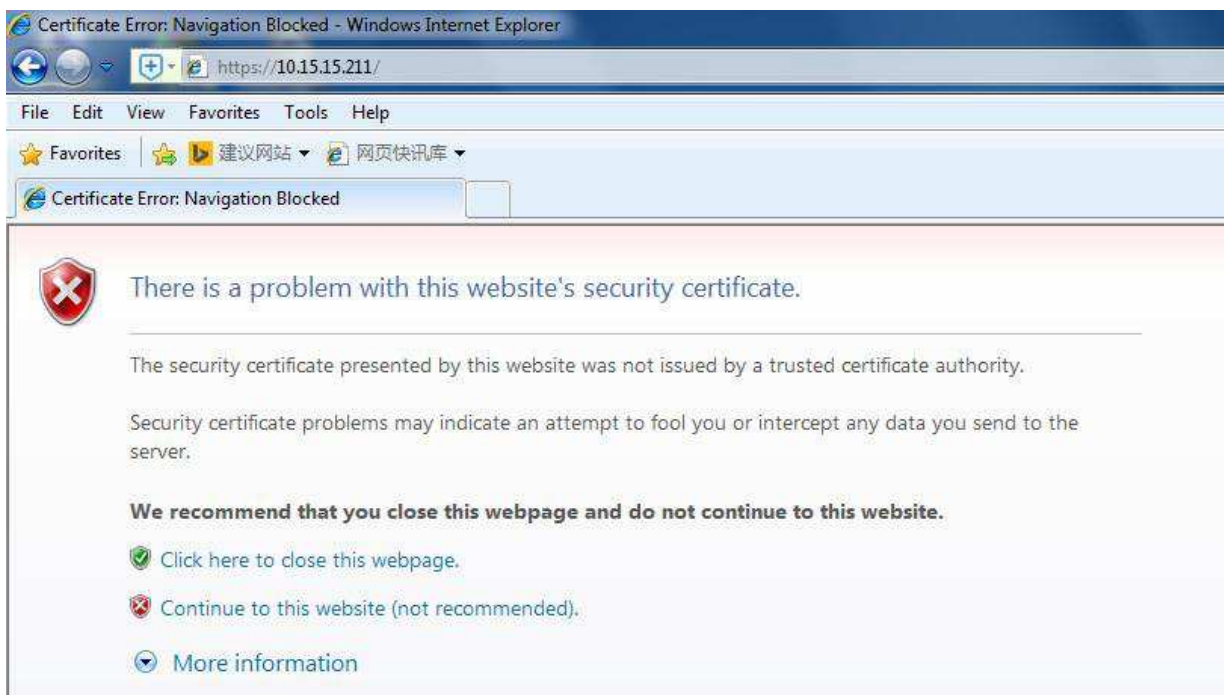 Certificate Error: Navigation Blocked - Windows Internet Explorer
https://10.15.15.211/
File Edit View Favorites Tools Help
Favorites 建议网站 网页快讯库
Certificate Error: Navigation Blocked
There is a problem with this website's security certificate.
The security certificate presented by this website was not issued by a trusted certificate authority.
Security certificate problems may indicate an attempt to fool you or intercept any data you send to the
server.
We recommend that you close this webpage and do not continue to this website.
Click here to close this webpage.
Continue to this website (not recommended).
More information